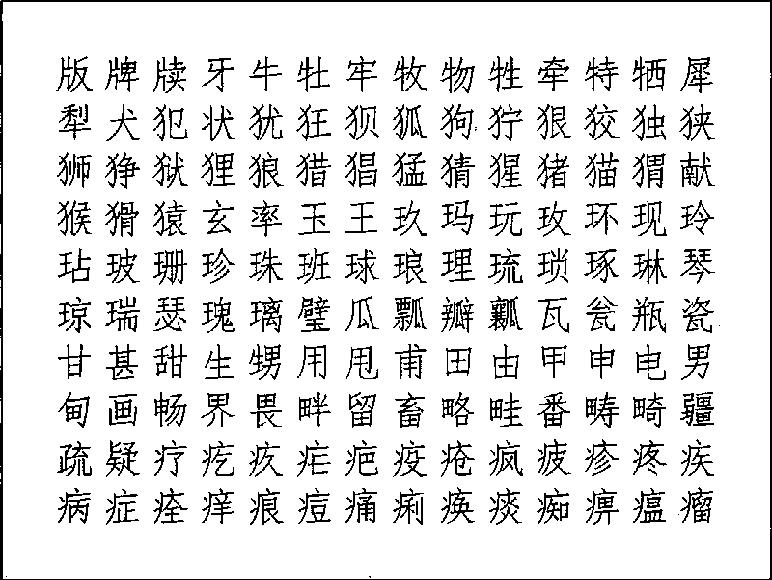 版牌牍牙牛牡牢牧物牲牵特牺犀
犁犬犯状犹狂狈狐狗狞狠狡独狭
狮狰狱狸狼猎猖猛猜猩猪猫猬献
猴猾猿玄率玉王玖玛玩玫环现玲
玷玻珊珍珠班球琅理琉琐琢琳琴
琼瑞瑟瑰璃璧瓜瓢瓣瓤瓦瓮瓶瓷
甘甚甜生甥用甩甫田由甲申电男
甸画畅界畏畔留畜略畦番畴畸疆
疏疑疗疙疚疟疤疫疮疯疲疹疼疾
病症痊痒痕痘痛痢痪痰痴痹瘟瘤